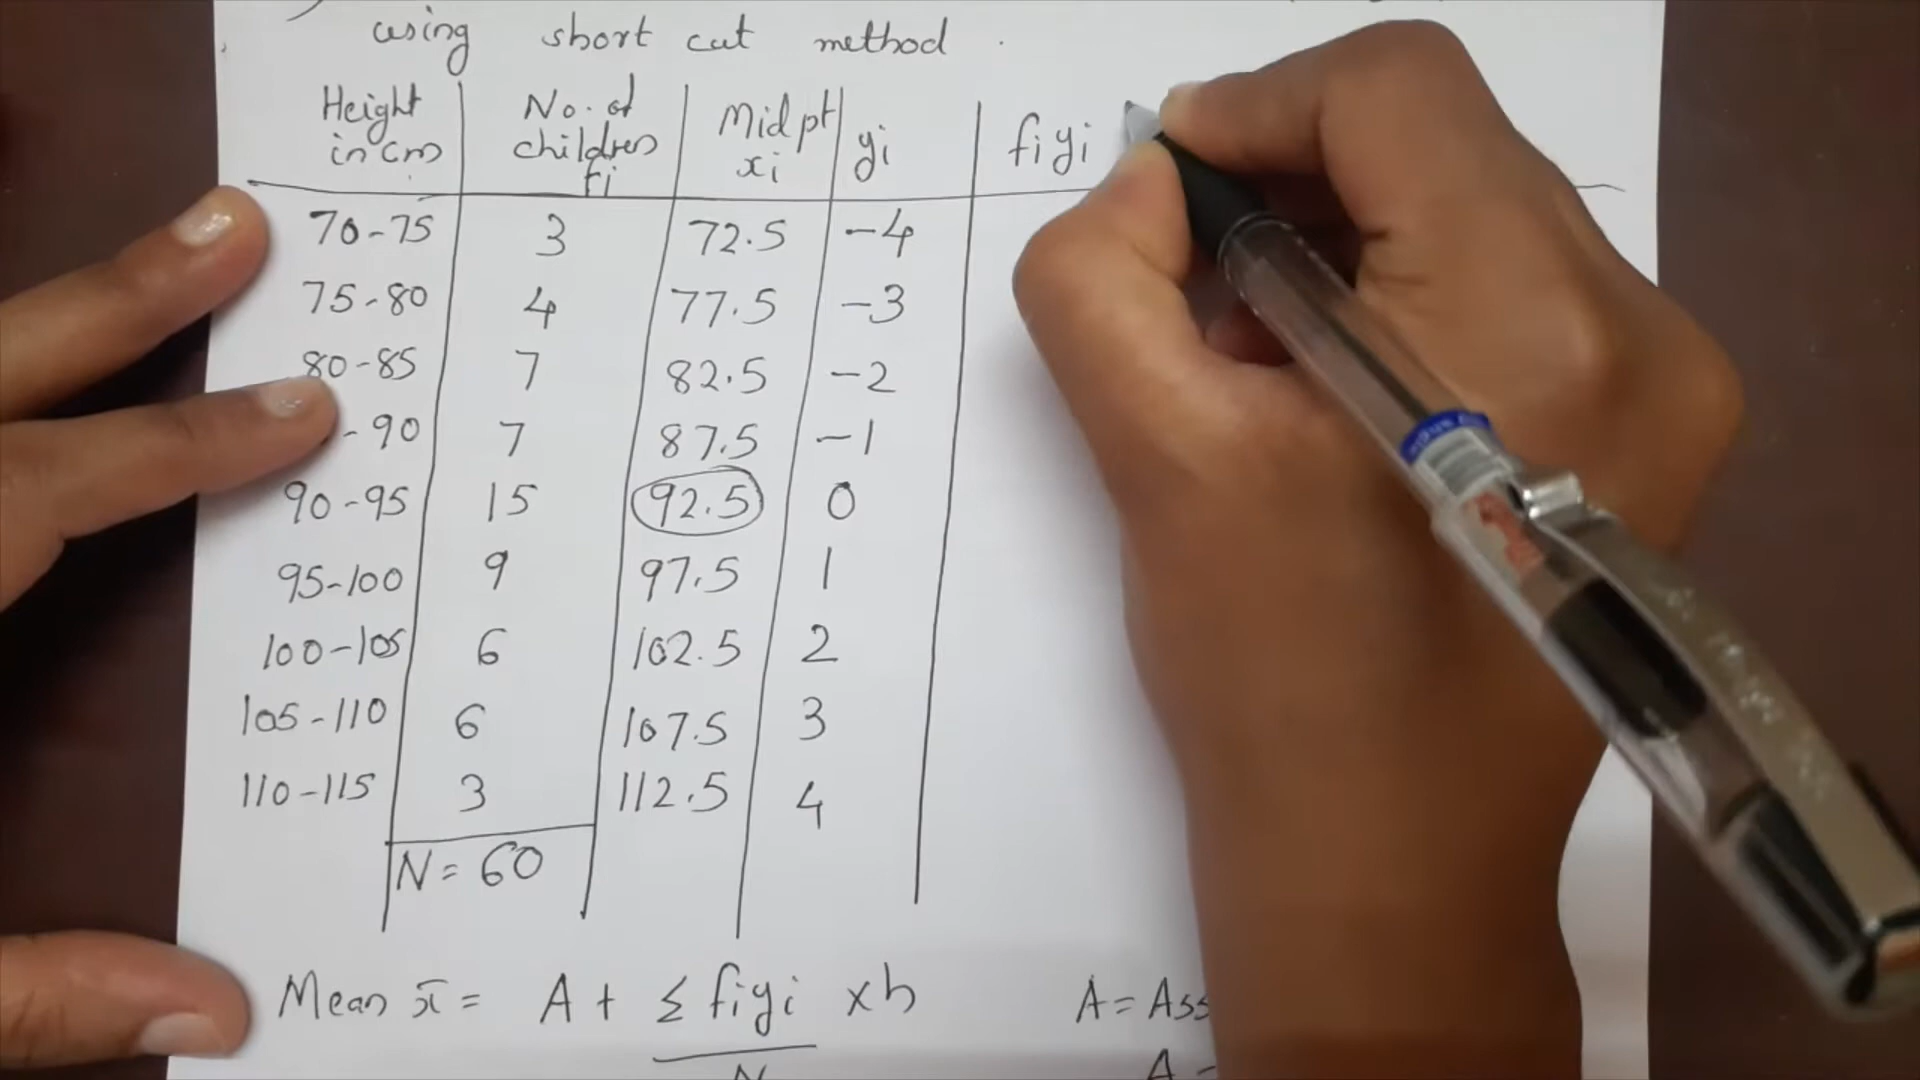 using short cut method.
Height in cm | No. of children fi | Mid pt xi | yi | fiyi
70-75 | 3 | 72.5 | -4
75-80 | 4 | 77.5 | -3
80-85 | 7 | 82.5 | -2
-90 | 7 | 87.5 | -1
90-95 | 15 | 92.5 | 0
95-100 | 9 | 97.5 | 1
100-105 | 6 | 102.5 | 2
105-110 | 6 | 107.5 | 3
110-115 | 3 | 112.5 | 4
N = 60
Mean x̄ = A + Σ fiyi / N × h
A = Ass
A -